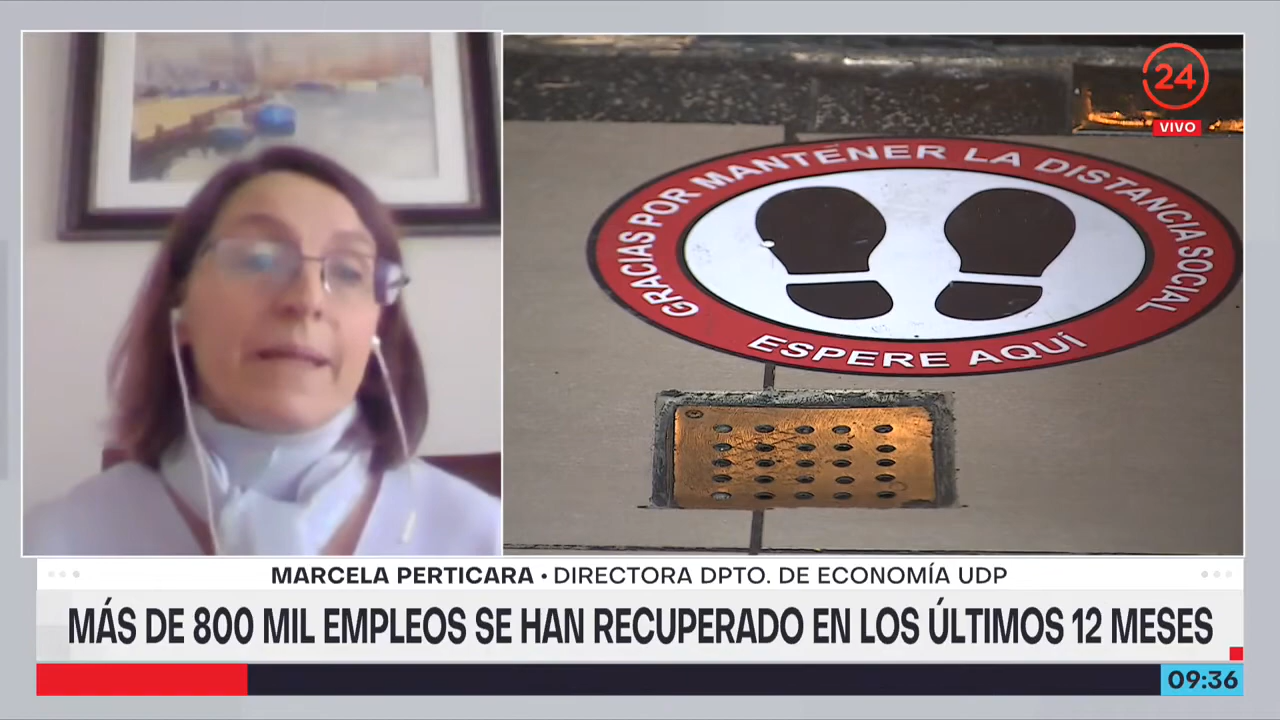 24
VIVO
GRACIAS POR MANTENER LA DISTANCIA SOCIAL
ESPERE AQUÍ
MARCELA PERTICARA • DIRECTORA DPTO. DE ECONOMÍA UDP
MÁS DE 800 MIL EMPLEOS SE HAN RECUPERADO EN LOS ÚLTIMOS 12 MESES
09:36